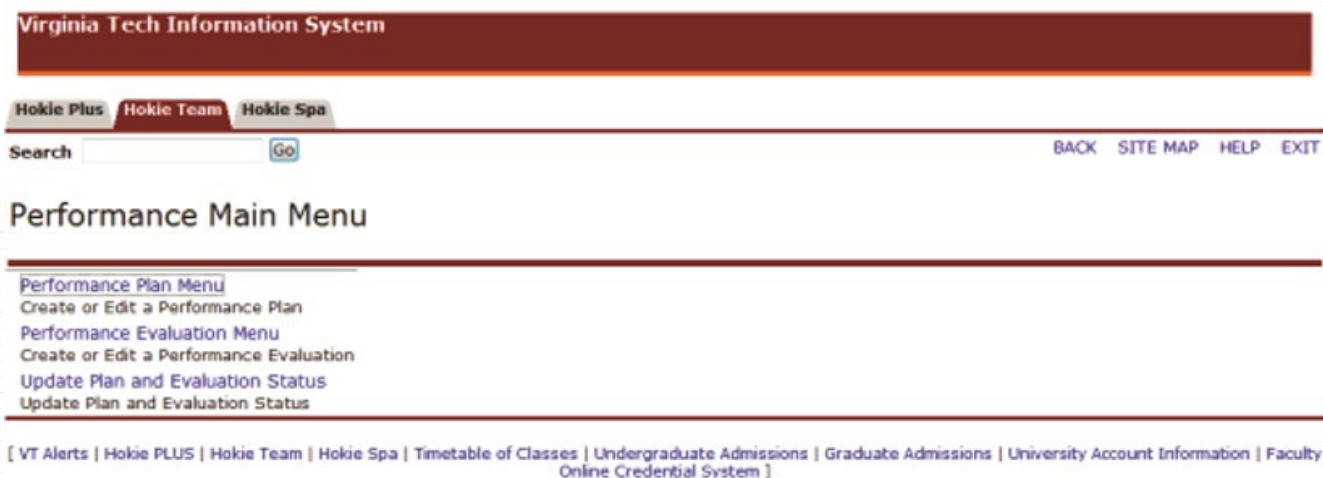 Virginia Tech Information System
Hokie Plus Hokie Team Hokie Spa
Search Go BACK SITE MAP HELP EXIT
Performance Main Menu
Performance Plan Menu
Create or Edit a Performance Plan
Performance Evaluation Menu
Create or Edit a Performance Evaluation
Update Plan and Evaluation Status
Update Plan and Evaluation Status
[ VT Alerts | Hokie PLUS | Hokie Team | Hokie Spa | Timetable of Classes | Undergraduate Admissions | Graduate Admissions | University Account Information | Faculty
Online Credential System ]